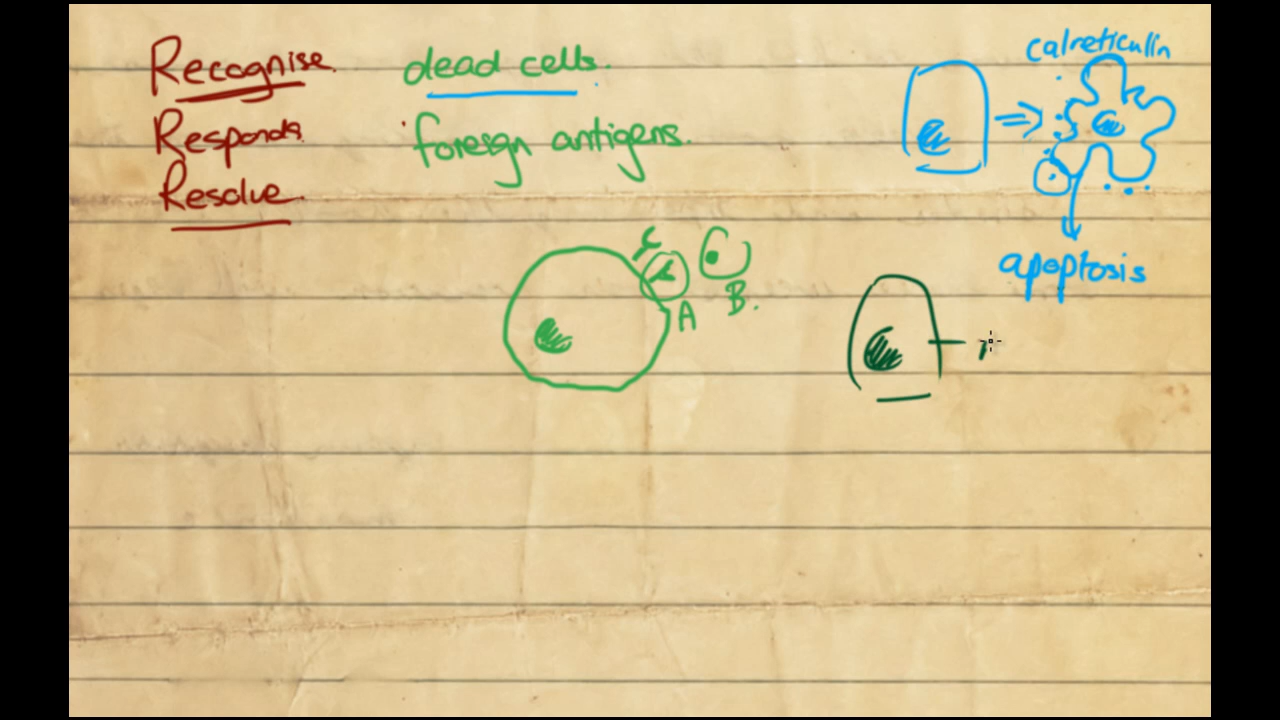 Recognise.
Responds.
Resolve.
dead cells.
foreign antigens.
calreticulin
apoptosis
A
B.